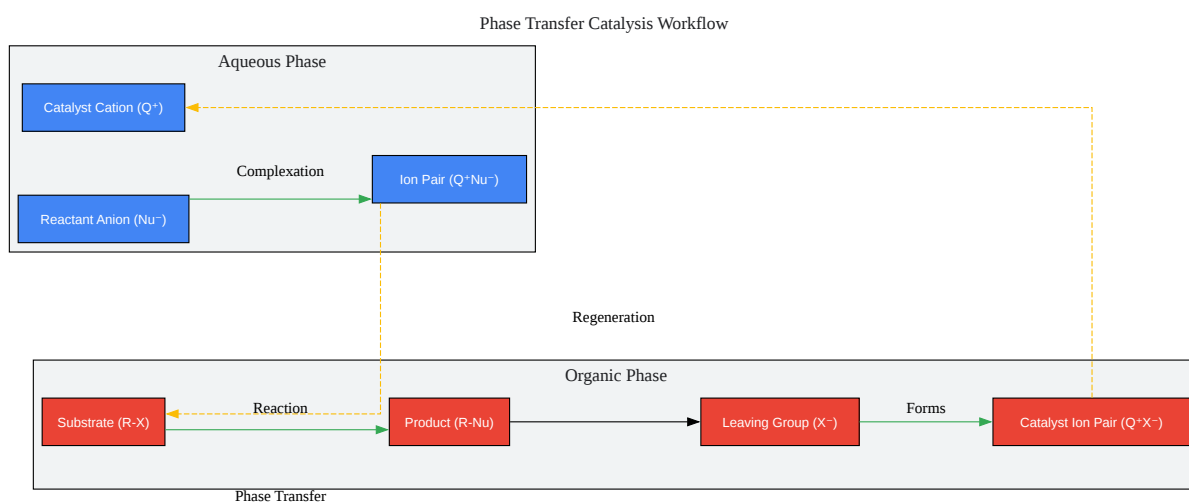 Phase Transfer Catalysis Workflow
Aqueous Phase
Catalyst Cation (Q⁺)
Complexation
Ion Pair (Q⁺Nu⁻)
Reactant Anion (Nu⁻)
Regeneration
Organic Phase
Substrate (R-X)
Reaction
Product (R-Nu)
Leaving Group (X⁻)
Forms
Catalyst Ion Pair (Q⁺X⁻)
Phase Transfer